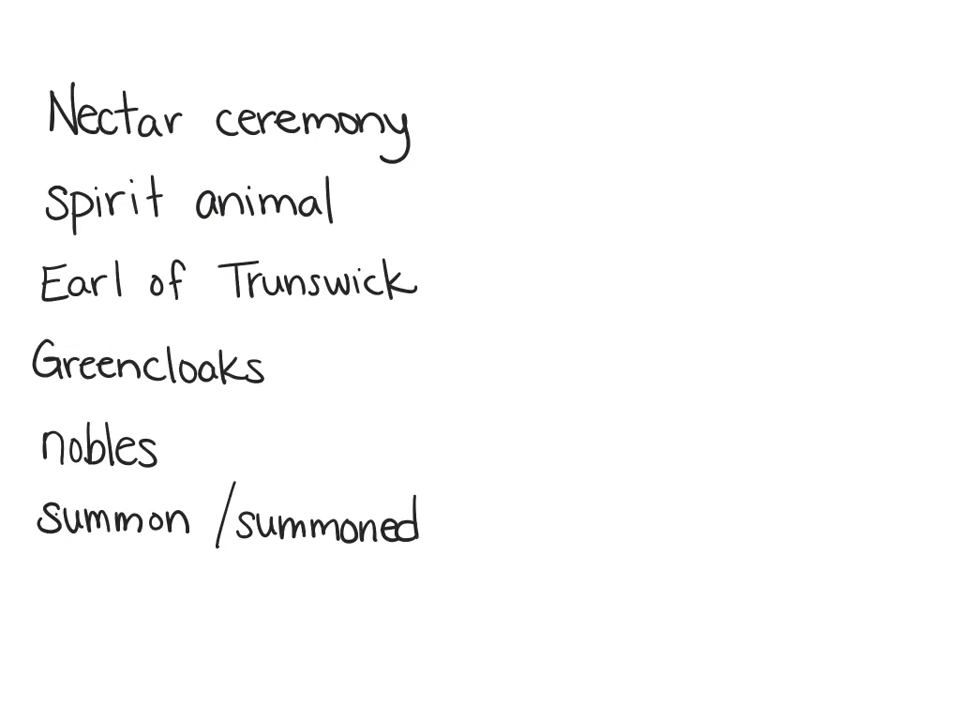 Nectar ceremony
spirit animal
Earl of Trunswick
Greencloaks
nobles
summon /summoned